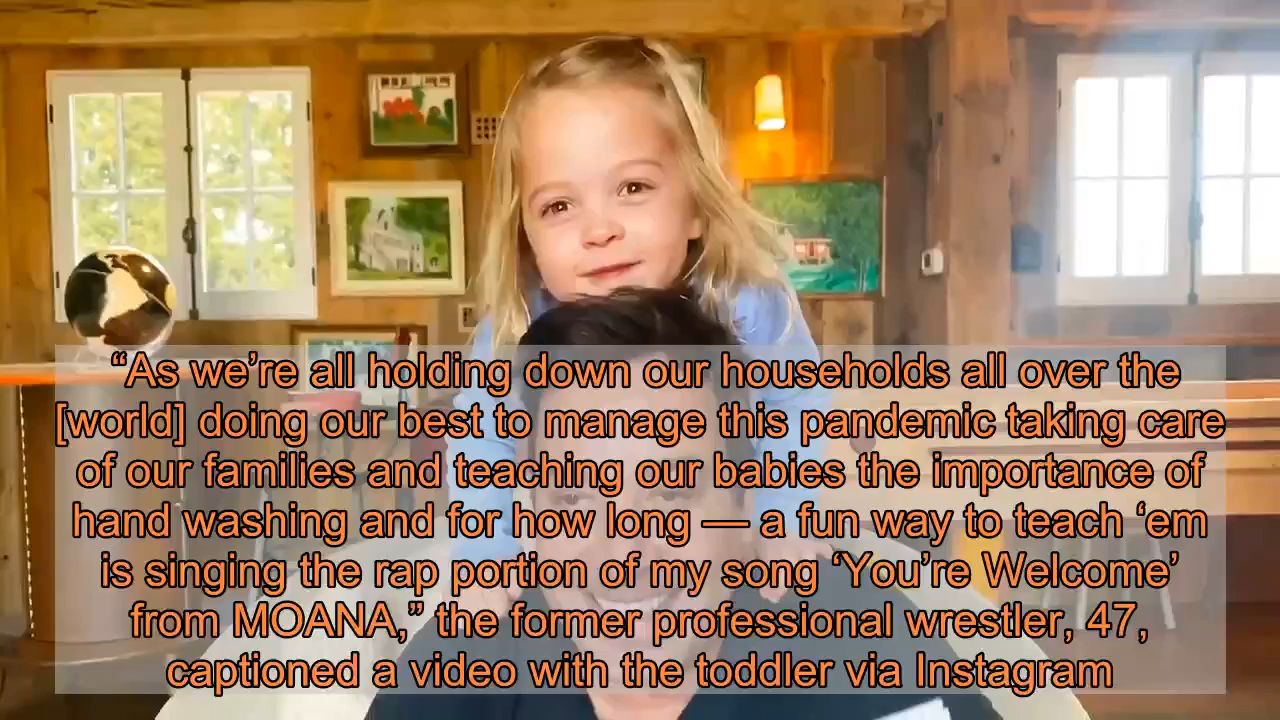 “As we’re all holding down our households all over the
[world] doing our best to manage this pandemic taking care
of our families and teaching our babies the importance of
hand washing and for how long — a fun way to teach ‘em
is singing the rap portion of my song ‘You’re Welcome’
from MOANA,” the former professional wrestler, 47,
captioned a video with the toddler via Instagram